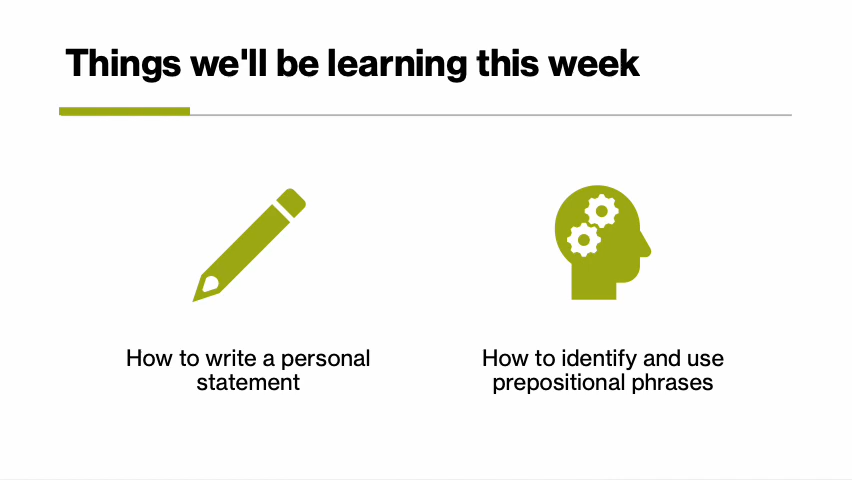 Things we'll be learning this week
How to write a personal
statement
How to identify and use
prepositional phrases